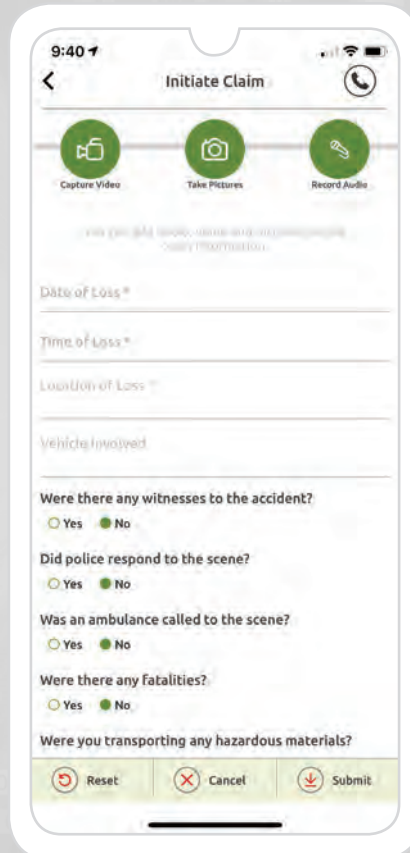 9:40
Initiate Claim
Capture Video
Take Pictures
Record Audio
Date of Loss *
Time of Loss *
Location of Loss *
Vehicle Involved
Were there any witnesses to the accident?
Yes No
Did police respond to the scene?
Yes No
Was an ambulance called to the scene?
Yes No
Were there any fatalities?
Yes No
Were you transporting any hazardous materials?
Reset Cancel Submit